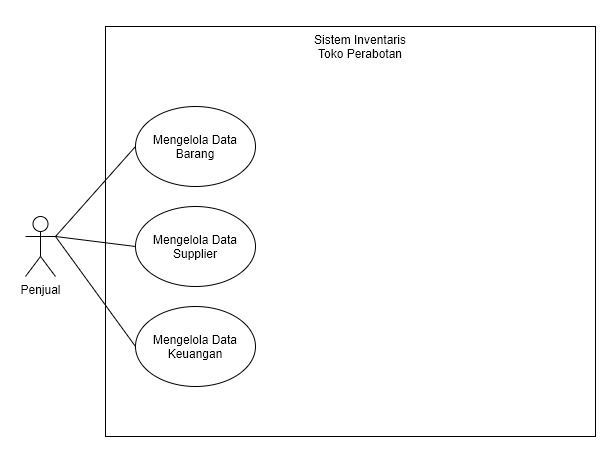 Sistem Inventaris
Toko Perabotan
Mengelola Data
Barang
Mengelola Data
Supplier
Penjual
Mengelola Data
Keuangan